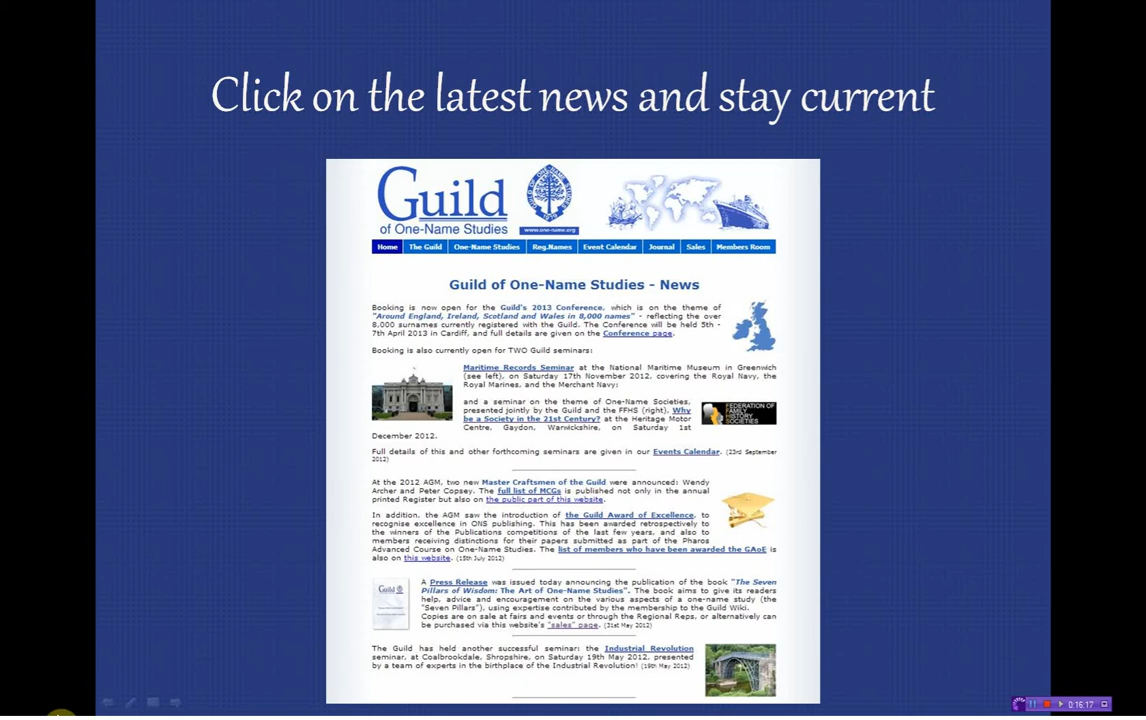 Click on the latest news and stay current
Guild
of One-Name Studies
GUILD OF ONE-NAME STUDIES
www.one-name.org
Home The Guild One-Name Studies Reg.Names Event Calendar Journal Sales Members Room
Guild of One-Name Studies - News
Booking is now open for the Guild's 2013 Conference, which is on the theme of
"Around England, Ireland, Scotland and Wales in 8,000 names" - reflecting the over
8,000 surnames currently registered with the Guild. The Conference will be held 5th -
7th April 2013 in Cardiff, and full details are given on the Conference page.
Booking is also currently open for TWO Guild seminars:
Maritime Records Seminar at the National Maritime Museum in Greenwich
(see left), on Saturday 17th November 2012, covering the Royal Navy, the
Royal Marines, and the Merchant Navy;
and a seminar on the theme of One-Name Societies,
presented jointly by the Guild and the FFHS (right), Why
be a Society in the 21st Century? at the Heritage Motor
Centre, Gaydon, Warwickshire, on Saturday 1st
December 2012.
FEDERATION OF
FAMILY
HISTORY
SOCIETIES
Full details of this and other forthcoming seminars are given in our Events Calendar. (23rd September
2012)
At the 2012 AGM, two new Master Craftsmen of the Guild were announced: Wendy
Archer and Peter Copsey. The full list of MCGs is published not only in the annual
printed Register but also on the public part of this website.
In addition, the AGM saw the introduction of the Guild Award of Excellence, to
recognise excellence in ONS publishing. This has been awarded retrospectively to
the winners of the Publications competitions of the last few years, and also to
members receiving distinctions for their papers submitted as part of the Pharos
Advanced Course on One-Name Studies. The list of members who have been awarded the GAoE is
also on this website. (15th July 2012)
Guild
A Press Release was issued today announcing the publication of the book "The Seven
Pillars of Wisdom: The Art of One-Name Studies". The book aims to give its readers
help, advice and encouragement on the various aspects of a one-name study (the
"Seven Pillars"), using expertise contributed by the membership to the Guild Wiki.
Copies are on sale at fairs and events or through the Regional Reps, or alternatively can
be purchased via this website's "sales" page. (31st May 2012)
The Guild has held another successful seminar: the Industrial Revolution
seminar, at Coalbrookdale, Shropshire, on Saturday 19th May 2012, presented
by a team of experts in the birthplace of the Industrial Revolution! (19th May 2012)
0:16:17